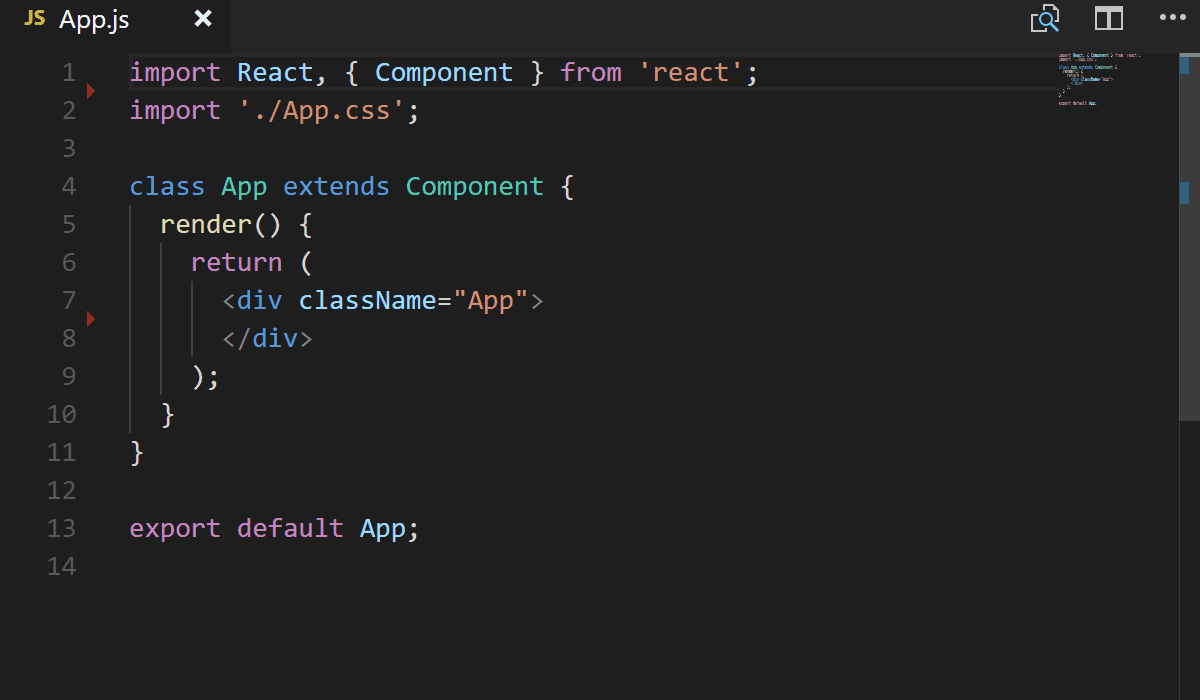 JS App.js
1 import React, { Component } from 'react';
2 import './App.css';
3
4 class App extends Component {
5   render() {
6     return (
7       <div className="App">
8       </div>
9     );
10   }
11 }
12
13 export default App;
14